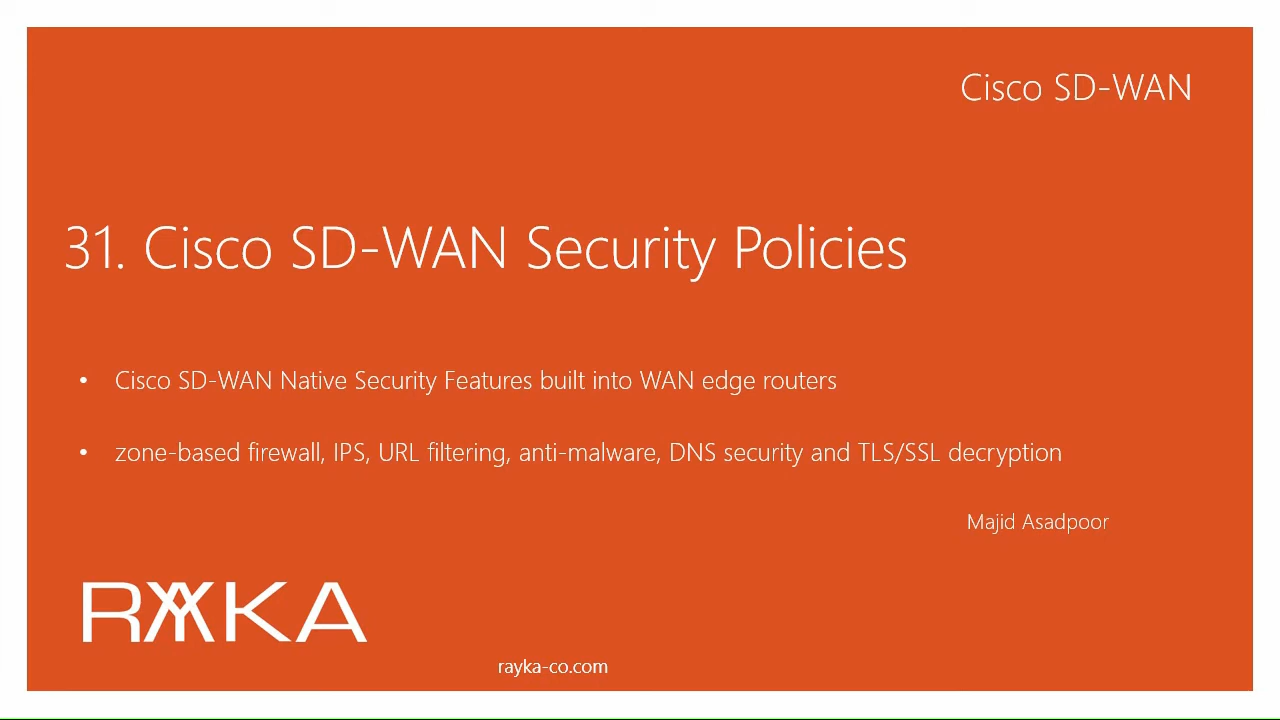 Cisco SD-WAN
31. Cisco SD-WAN Security Policies
• Cisco SD-WAN Native Security Features built into WAN edge routers
• zone-based firewall, IPS, URL filtering, anti-malware, DNS security and TLS/SSL decryption
Majid Asadpoor
RAYKA
rayka-co.com